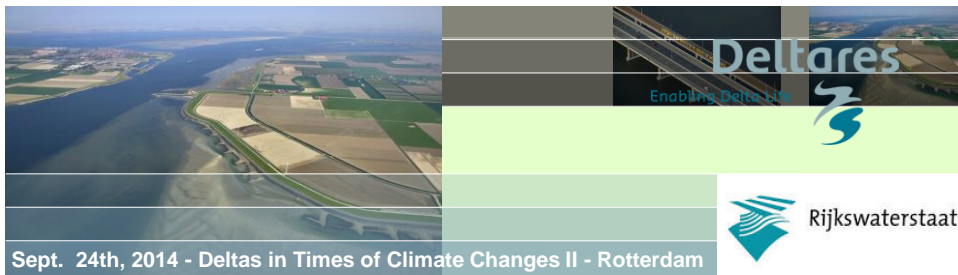 Deltares
Enabling Delta Life
Rijkswaterstaat
Sept. 24th, 2014 - Deltas in Times of Climate Changes II - Rotterdam